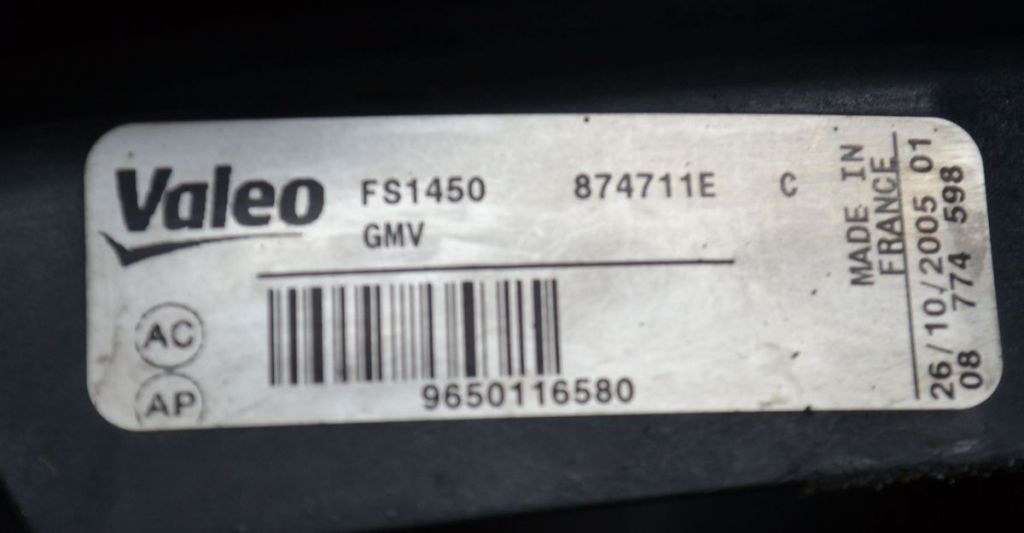 Valeo FS1450 874711E C
GMV
AC
AP
9650116580
MADE IN
FRANCE
26/10/2005 01
08 774 598